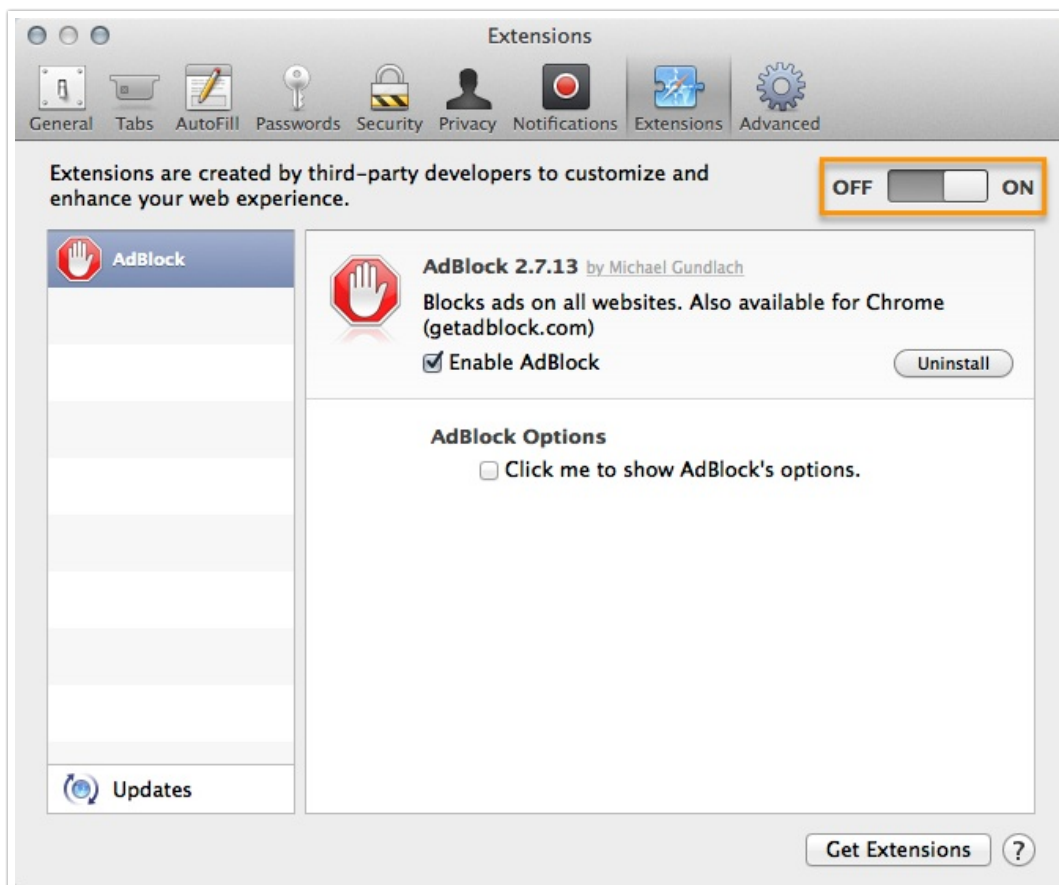 Extensions
General Tabs AutoFill Passwords Security Privacy Notifications Extensions Advanced
Extensions are created by third-party developers to customize and
enhance your web experience.
OFF ON
AdBlock
AdBlock 2.7.13 by Michael Gundlach
Blocks ads on all websites. Also available for Chrome
(getadblock.com)
Enable AdBlock
Uninstall
AdBlock Options
Click me to show AdBlock's options.
Updates
Get Extensions ?